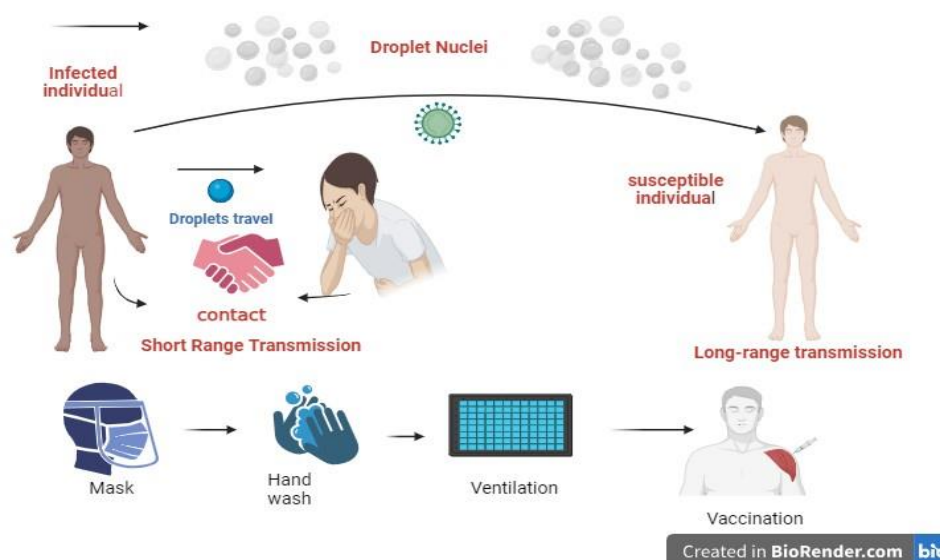 Droplet Nuclei
Infected
individual
susceptible
individual
Droplets travel
contact
Short Range Transmission
Long-range transmission
Mask
Hand
wash
Ventilation
Vaccination
Created in BioRender.com